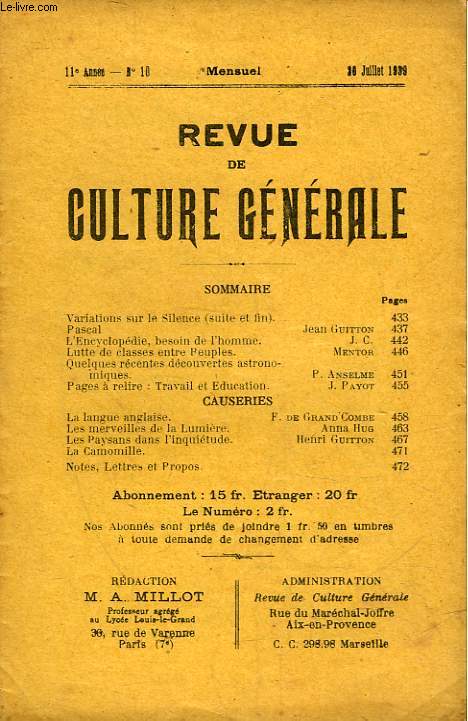 LE-LIVRE.com
11e Année — N° 10 Mensuel 30 Juillet 1939
REVUE
DE
CULTURE GÉNÉRALE
SOMMAIRE
Pages
Variations sur le Silence (suite et fin). 433
Pascal Jean GUITTON 437
L'Encyclopédie, besoin de l'homme. J. C. 442
Lutte de classes entre Peuples. MENTOR 446
Quelques récentes découvertes astrono-
miques. P. ANSELME 451
Pages à relire : Travail et Education. J. PAYOT 455
CAUSERIES
La langue anglaise. F. DE GRAND'COMBE 458
Les merveilles de la Lumière. Anna HUG 463
Les Paysans dans l'inquiétude. Henri GUITTON 467
La Camomille. 471
Notes, Lettres et Propos 472
Abonnement : 15 fr. Etranger : 20 fr
Le Numéro : 2 fr.
Nos Abonnés sont priés de joindre 1 fr. 50 en timbres
à toute demande de changement d'adresse
RÉDACTION
M. A. MILLOT
Professeur agrégé
au Lycée Louis-le-Grand
30, rue de Varenne
Paris (7e)
ADMINISTRATION
Revue de Culture Générale
Rue du Maréchal-Joffre
Aix-en-Provence
C. C. 298.98 Marseille